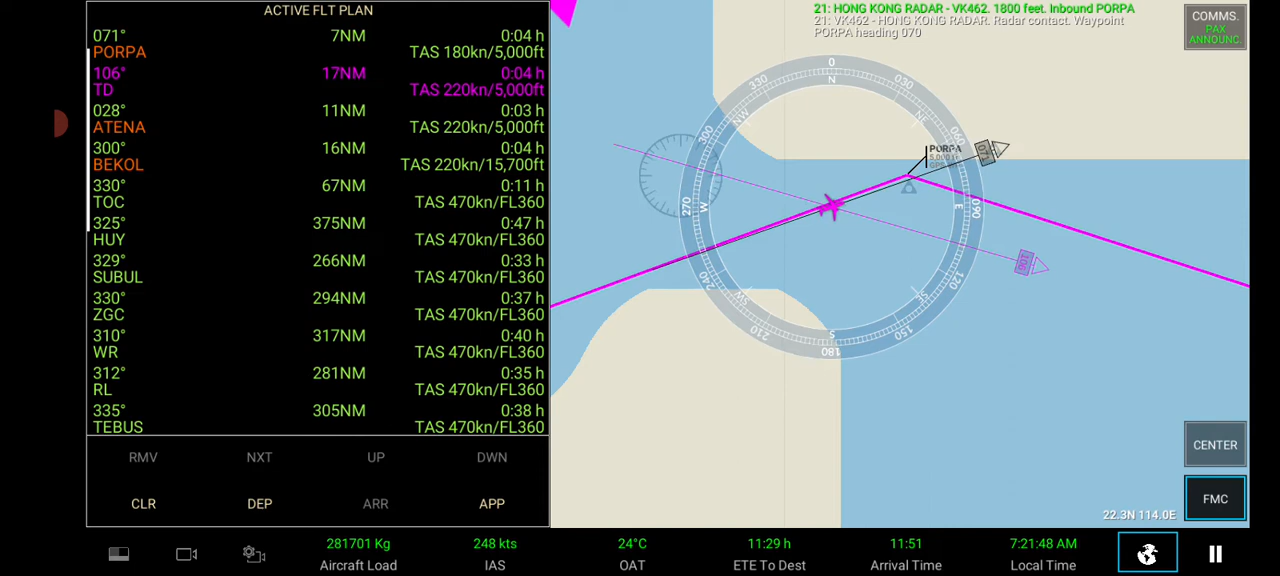 ACTIVE FLT PLAN
071° 7NM 0:04 h
PORPA TAS 180kn/5,000ft
106° 17NM 0:04 h
TD TAS 220kn/5,000ft
028° 11NM 0:03 h
ATENA TAS 220kn/5,000ft
300° 16NM 0:04 h
BEKOL TAS 220kn/15,700ft
330° 67NM 0:11 h
TOC TAS 470kn/FL360
325° 375NM 0:47 h
HUY TAS 470kn/FL360
329° 266NM 0:33 h
SUBUL TAS 470kn/FL360
330° 294NM 0:37 h
ZGC TAS 470kn/FL360
310° 317NM 0:40 h
WR TAS 470kn/FL360
312° 281NM 0:35 h
RL TAS 470kn/FL360
335° 305NM 0:38 h
TEBUS TAS 470kn/FL360
RMV NXT UP DWN
CLR DEP ARR APP
21: HONG KONG RADAR - VK462. 1800 feet. Inbound PORPA
21: VK462 - HONG KONG RADAR. Radar contact. Waypoint
PORPA heading 070
COMMS.
PAX
ANNOUNC.
0
N
030
NE
060
E
090
120
SE
150
S
180
210
SW
240
W
270
300
NW
330
PORPA
071
106
CENTER
FMC
22.3N 114.0E
281701 Kg 248 kts 24°C 11:29 h 11:51 7:21:48 AM
Aircraft Load IAS OAT ETE To Dest Arrival Time Local Time